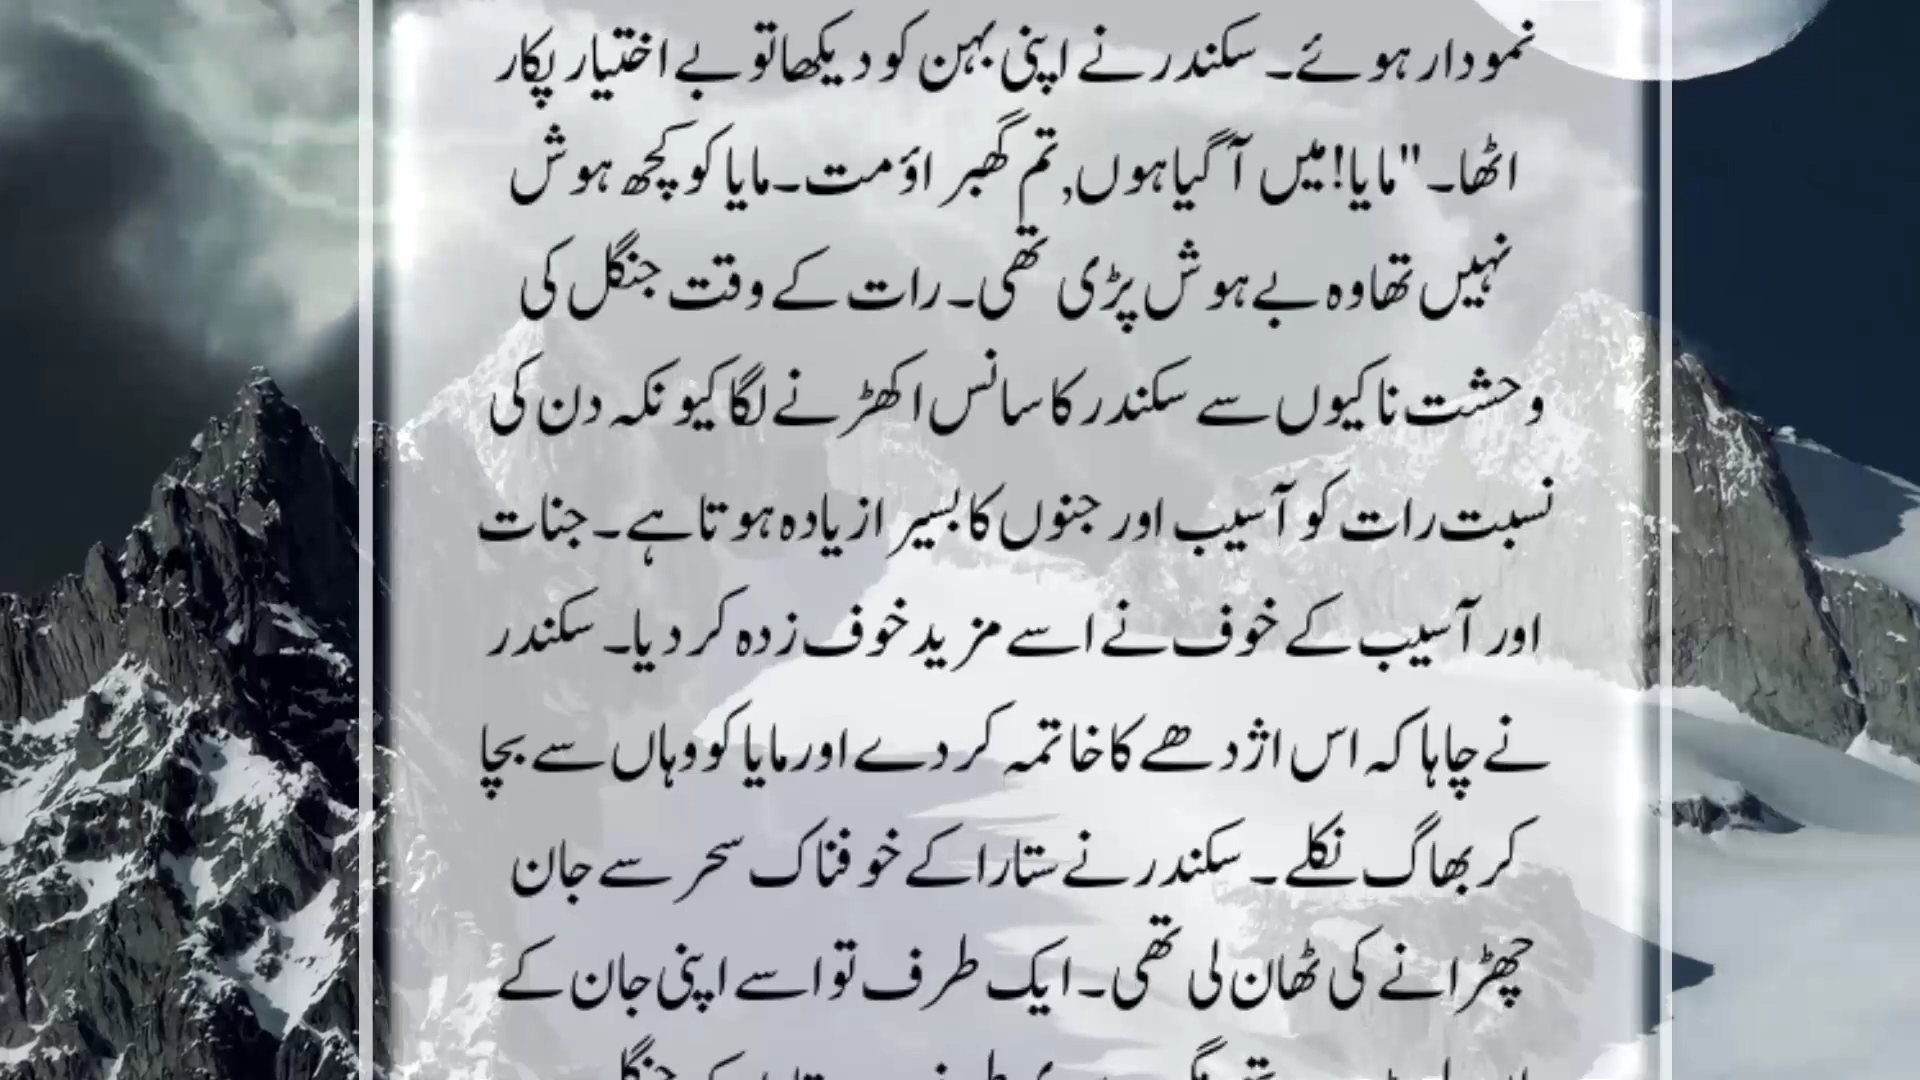 نمودار ہوئے۔ سکندر نے اپنی بہن کو دیکھا تو بے اختیار پکار
اٹھا۔"مایا!میں آ گیا ہوں, تم گھبراؤ مت۔مایا کو کچھ ہوش
نہیں تھا وہ بے ہوش پڑی تھی۔ رات کے وقت جنگل کی
وحشت ناکیوں سے سکندر کا سانس اکھڑنے لگا کیونکہ دن کی
نسبت رات کو آسیب اور جنوں کا بسیرا زیادہ ہوتا ہے۔ جنات
اور آسیب کے خوف نے اسے مزید خوف زدہ کر دیا۔ سکندر
نے چاہا کہ اس اژدھے کا خاتمہ کر دے اور مایا کو وہاں سے بچا
کر بھاگ نکلے۔ سکندر نے ستارا کے خوفناک سحر سے جان
چھڑانے کی ٹھان لی تھی۔ ایک طرف تو اسے اپنی جان کے